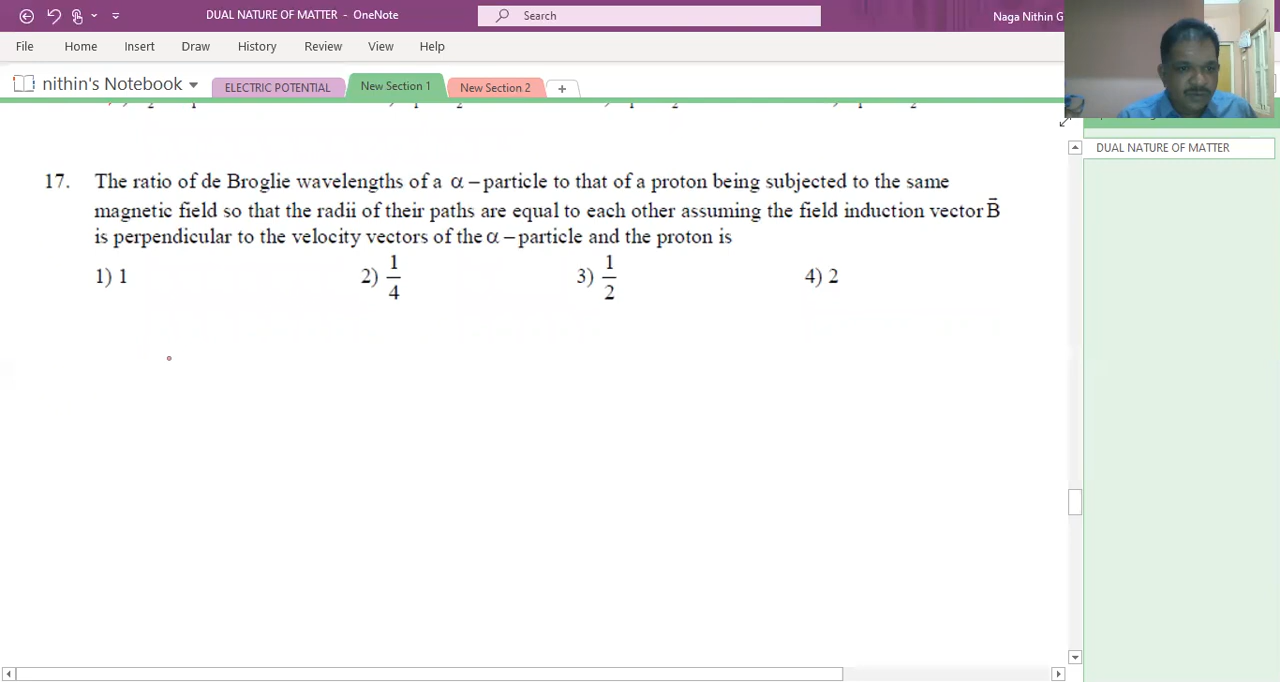 DUAL NATURE OF MATTER - OneNote
Search
Naga Nithin G
File Home Insert Draw History Review View Help
nithin's Notebook
ELECTRIC POTENTIAL
New Section 1
New Section 2
DUAL NATURE OF MATTER
17. The ratio of de Broglie wavelengths of a α – particle to that of a proton being subjected to the same
magnetic field so that the radii of their paths are equal to each other assuming the field induction vector B̄
is perpendicular to the velocity vectors of the α – particle and the proton is
1) 1 2) 1/4 3) 1/2 4) 2